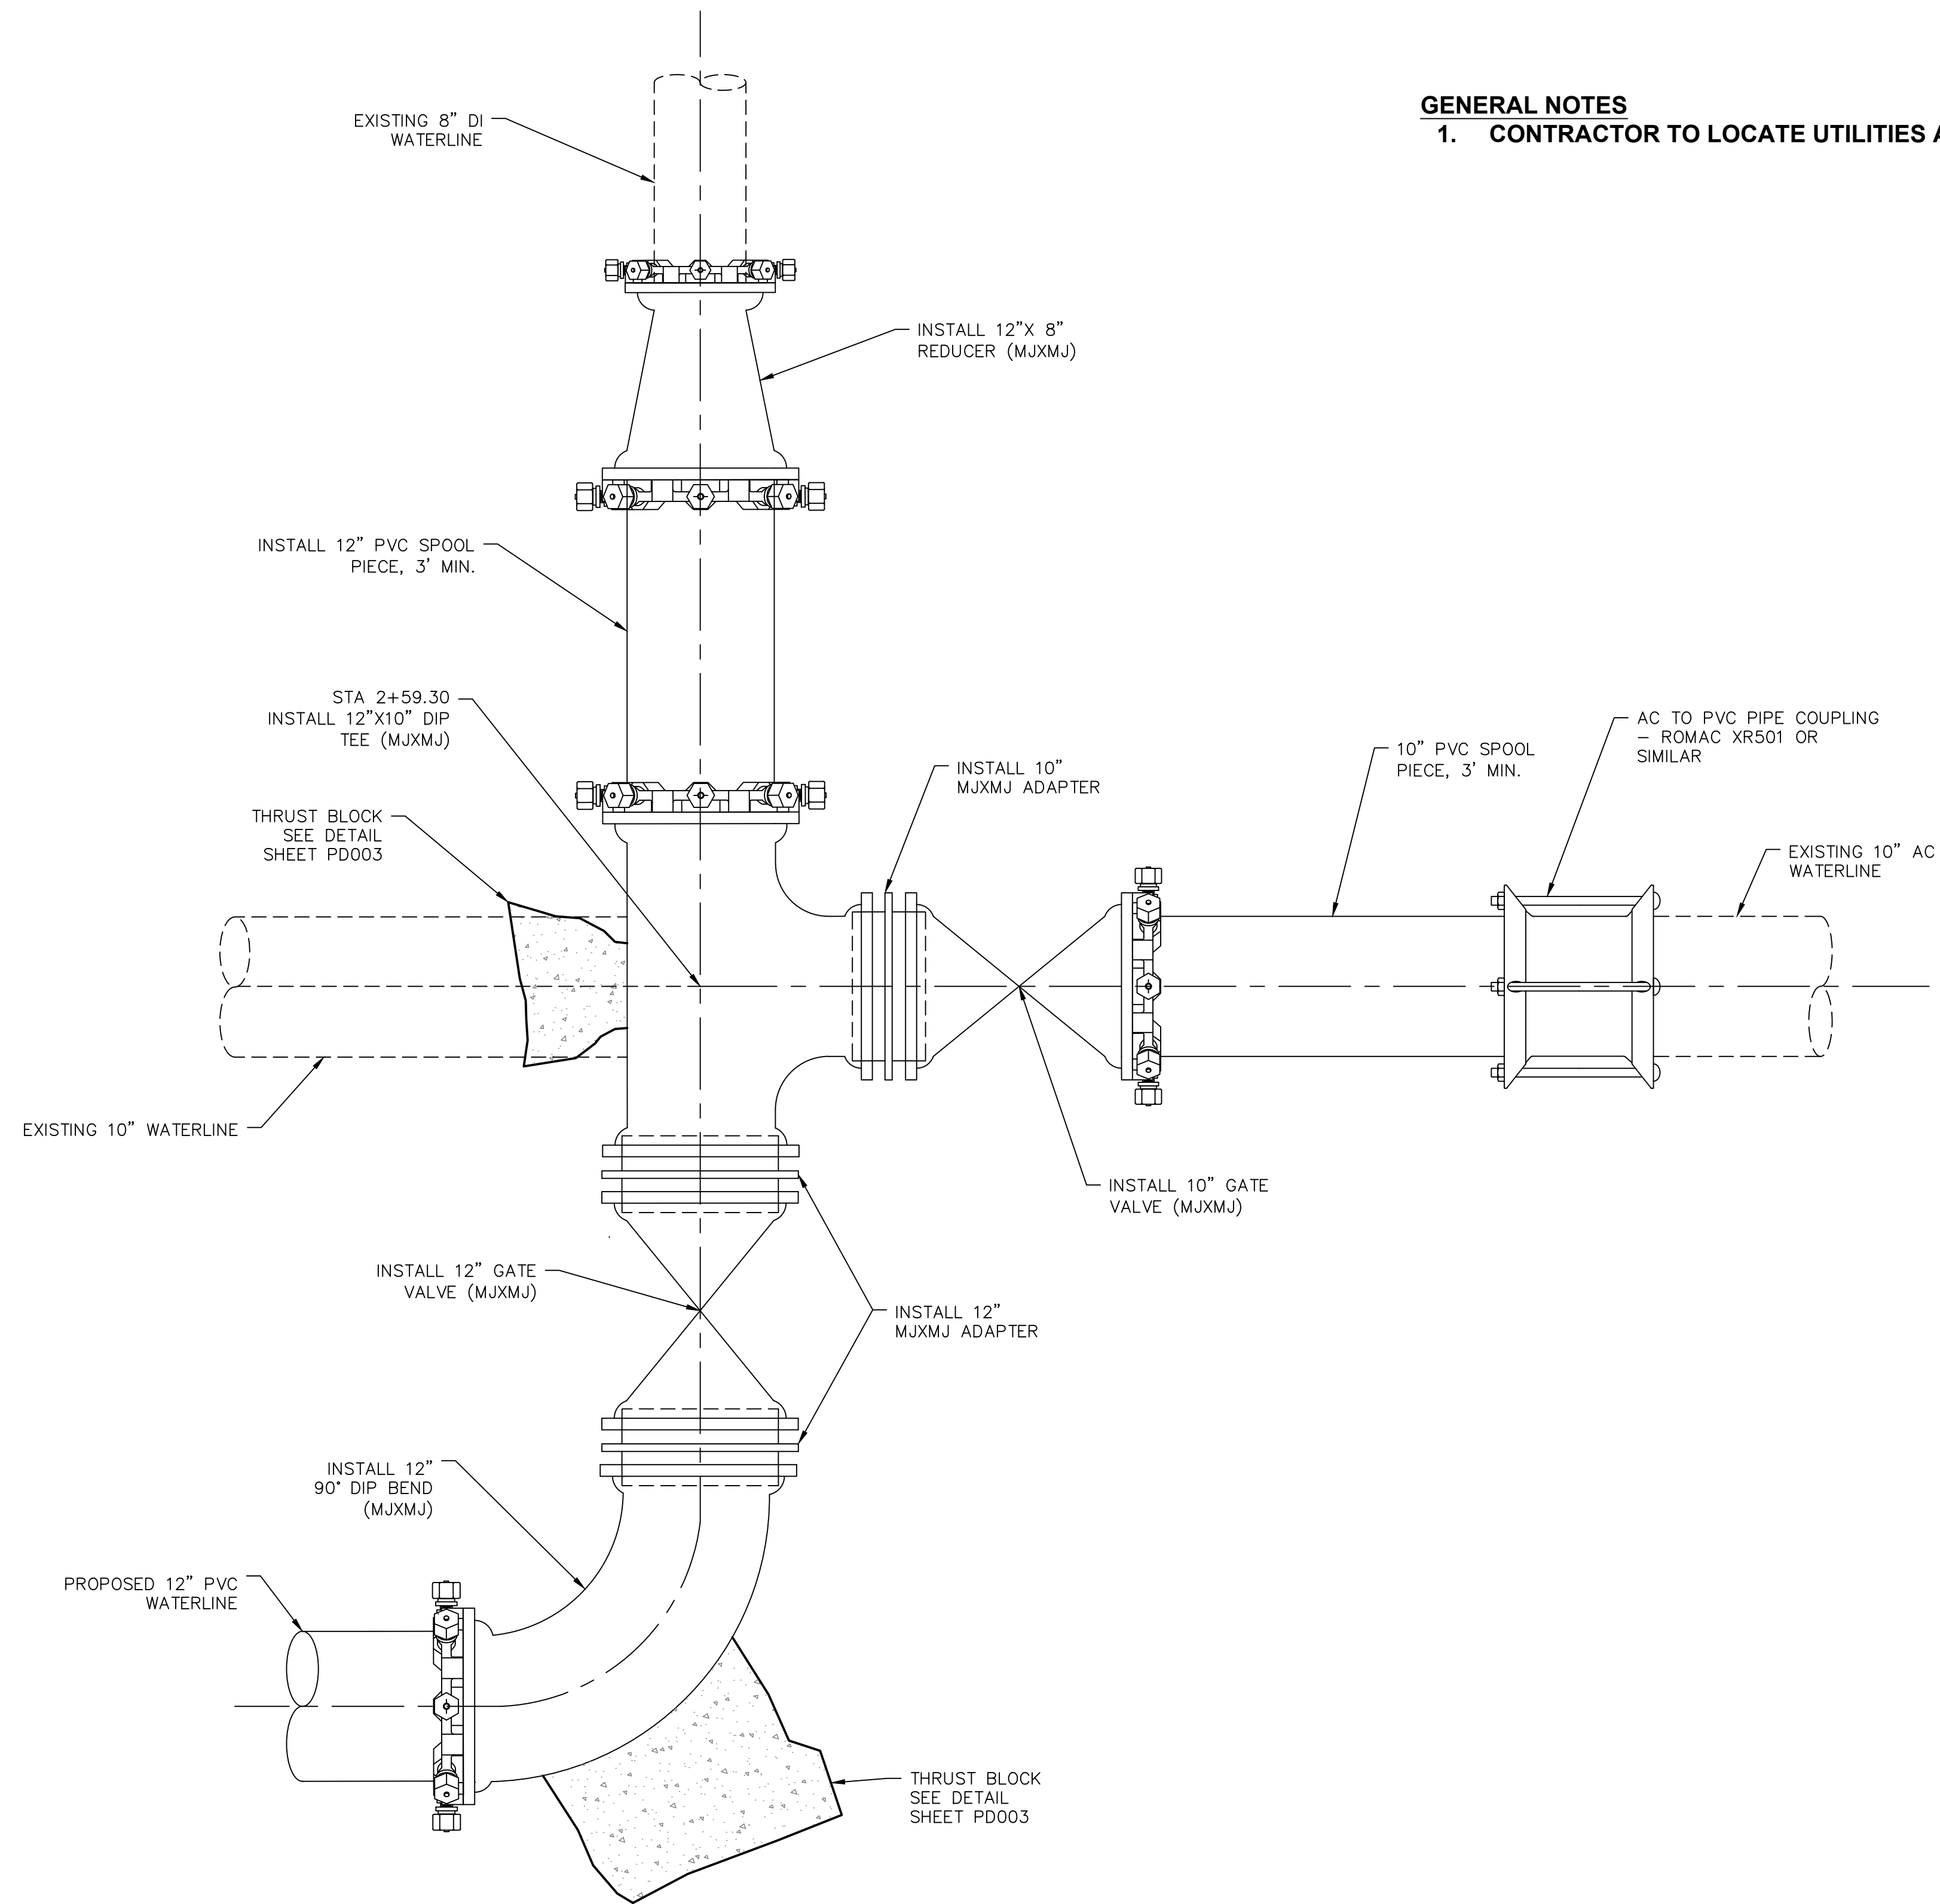 EXISTING 8” DI
WATERLINE
GENERAL NOTES
1. CONTRACTOR TO LOCATE UTILITIES A
INSTALL 12”X 8”
REDUCER (MJXMJ)
INSTALL 12” PVC SPOOL
PIECE, 3’ MIN.
STA 2+59.30
INSTALL 12”X10” DIP
TEE (MJXMJ)
AC TO PVC PIPE COUPLING
– ROMAC XR501 OR
SIMILAR
10” PVC SPOOL
PIECE, 3’ MIN.
INSTALL 10”
MJXMJ ADAPTER
THRUST BLOCK
SEE DETAIL
SHEET PD003
EXISTING 10” AC
WATERLINE
EXISTING 10” WATERLINE
INSTALL 10” GATE
VALVE (MJXMJ)
INSTALL 12” GATE
VALVE (MJXMJ)
INSTALL 12”
MJXMJ ADAPTER
INSTALL 12”
90° DIP BEND
(MJXMJ)
PROPOSED 12” PVC
WATERLINE
THRUST BLOCK
SEE DETAIL
SHEET PD003